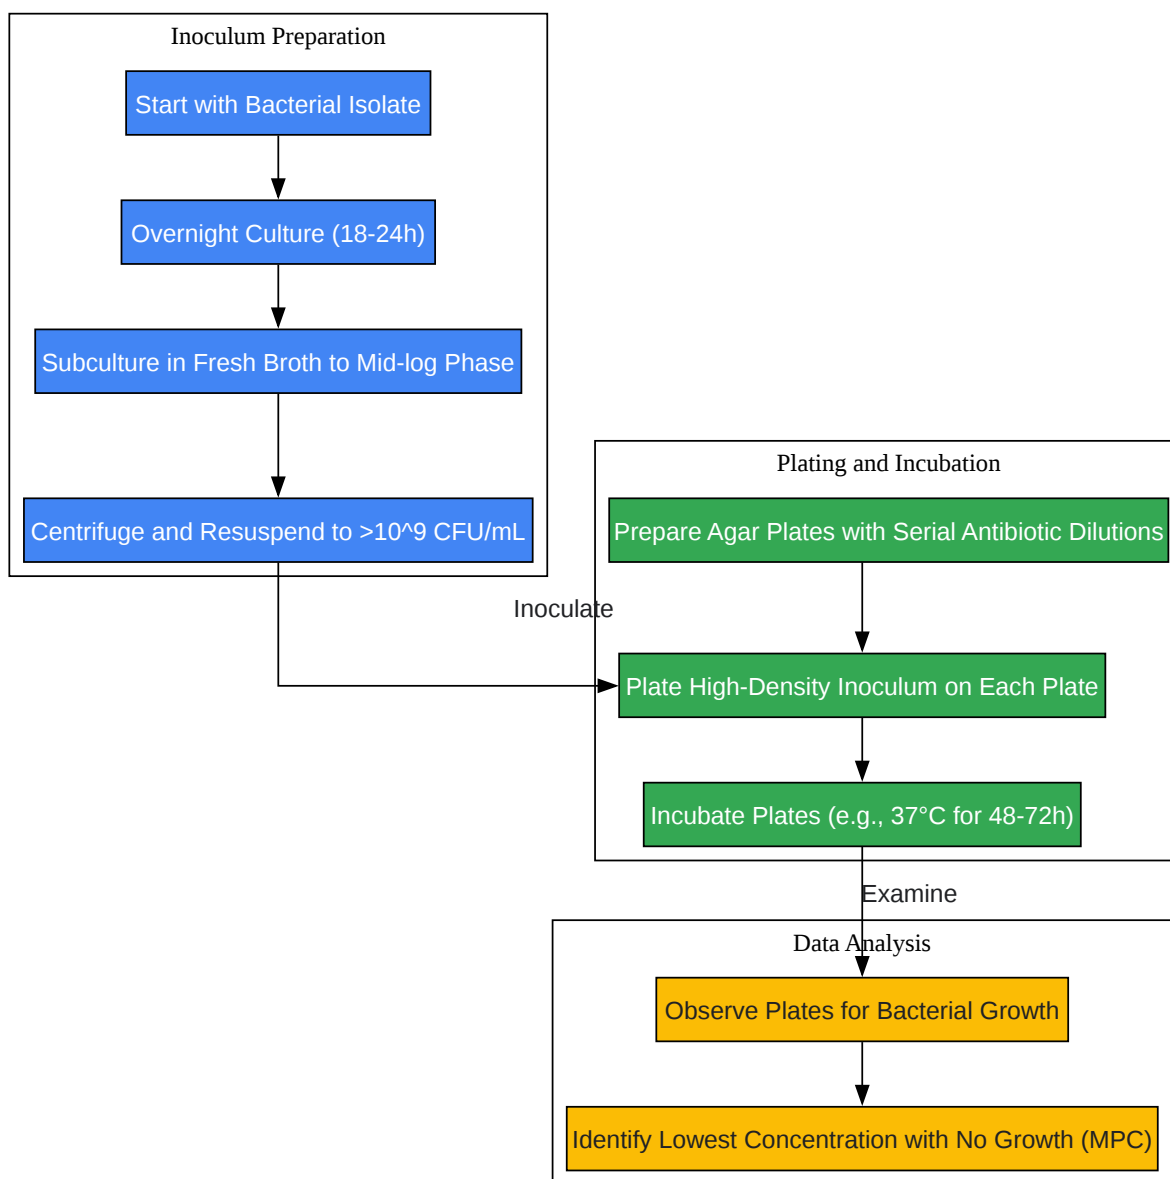 Inoculum Preparation
Start with Bacterial Isolate
Overnight Culture (18-24h)
Subculture in Fresh Broth to Mid-log Phase
Centrifuge and Resuspend to >10^9 CFU/mL
Inoculate
Plating and Incubation
Prepare Agar Plates with Serial Antibiotic Dilutions
Plate High-Density Inoculum on Each Plate
Incubate Plates (e.g., 37°C for 48-72h)
Examine
Data Analysis
Observe Plates for Bacterial Growth
Identify Lowest Concentration with No Growth (MPC)